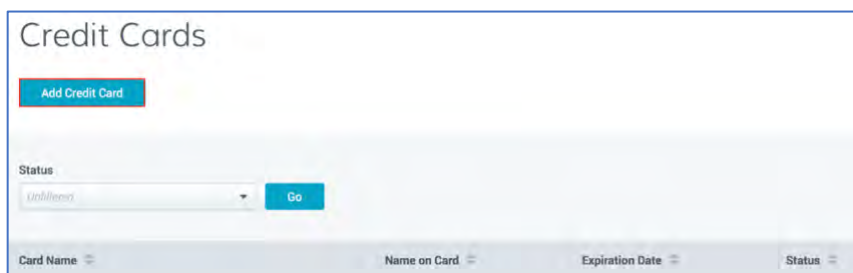 Credit Cards
Add Credit Card
Status
Go
Card Name Name on Card Expiration Date Status